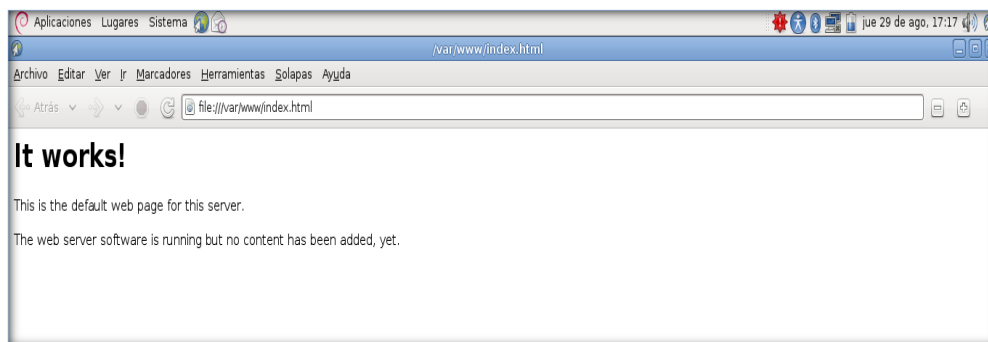 Aplicaciones Lugares Sistema jue 29 de ago, 17:17
/var/www/index.html
Archivo Editar Ver Ir Marcadores Herramientas Solapas Ayuda
Atrás file:///var/www/index.html
It works!
This is the default web page for this server.
The web server software is running but no content has been added, yet.